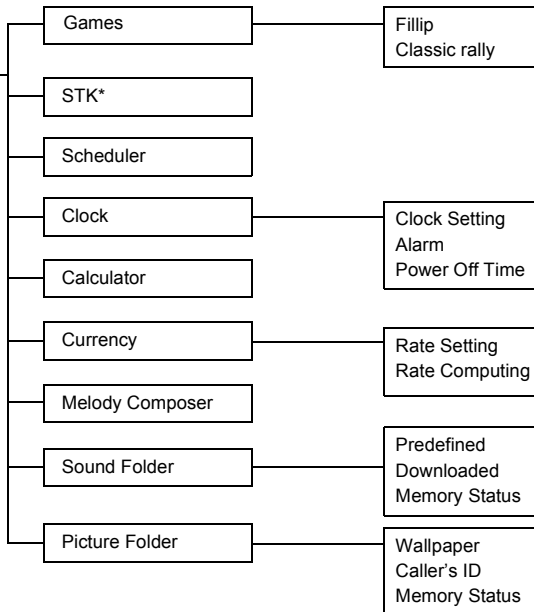 Games
Fillip
Classic rally
STK*
Scheduler
Clock
Clock Setting
Alarm
Power Off Time
Calculator
Currency
Rate Setting
Rate Computing
Melody Composer
Sound Folder
Predefined
Downloaded
Memory Status
Picture Folder
Wallpaper
Caller's ID
Memory Status